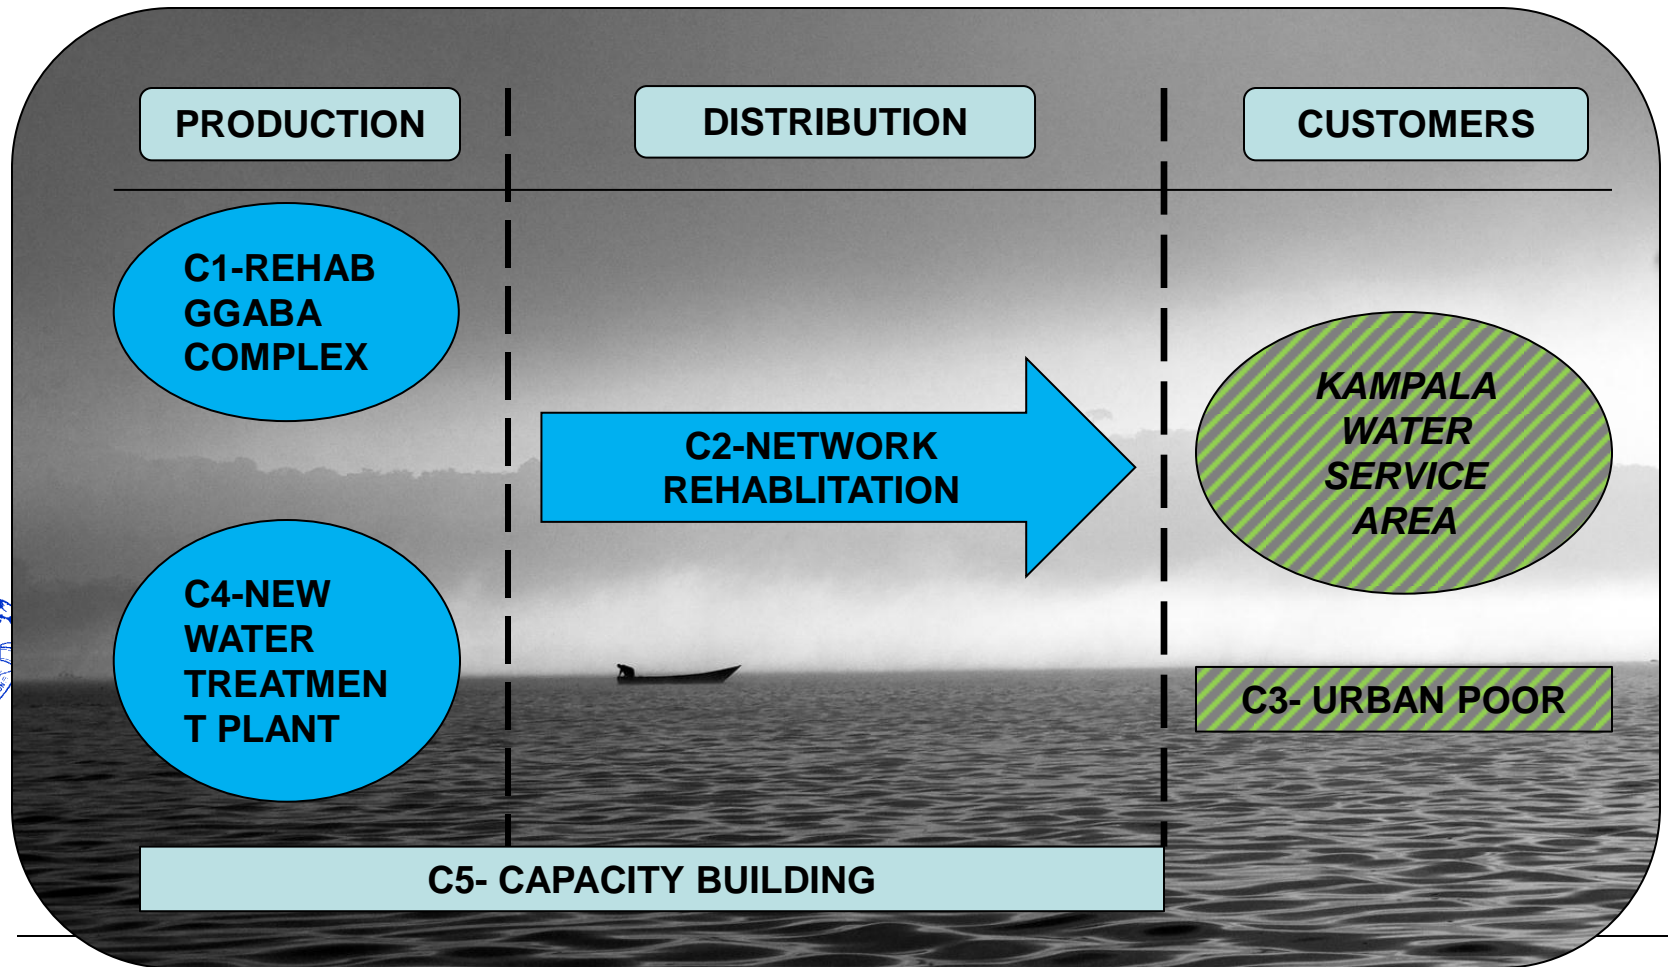 PRODUCTION
DISTRIBUTION
CUSTOMERS
C1-REHAB
GGABA
COMPLEX
C2-NETWORK
REHABLITATION
KAMPALA
WATER
SERVICE
AREA
C4-NEW
WATER
TREATMEN
T PLANT
C3- URBAN POOR
C5- CAPACITY BUILDING